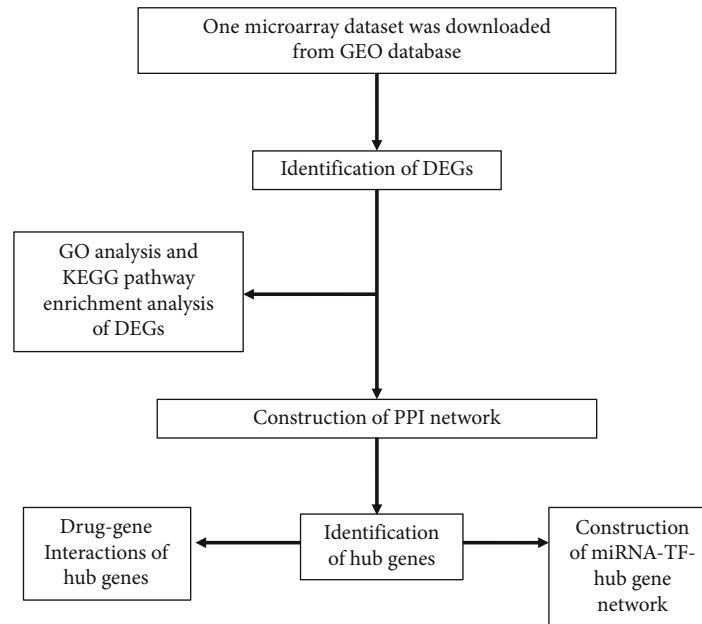 One microarray dataset was downloaded
from GEO database
Identification of DEGs
GO analysis and
KEGG pathway
enrichment analysis
of DEGs
Construction of PPI network
Drug-gene
Interactions of
hub genes
Identification
of hub genes
Construction
of miRNA-TF-
hub gene
network